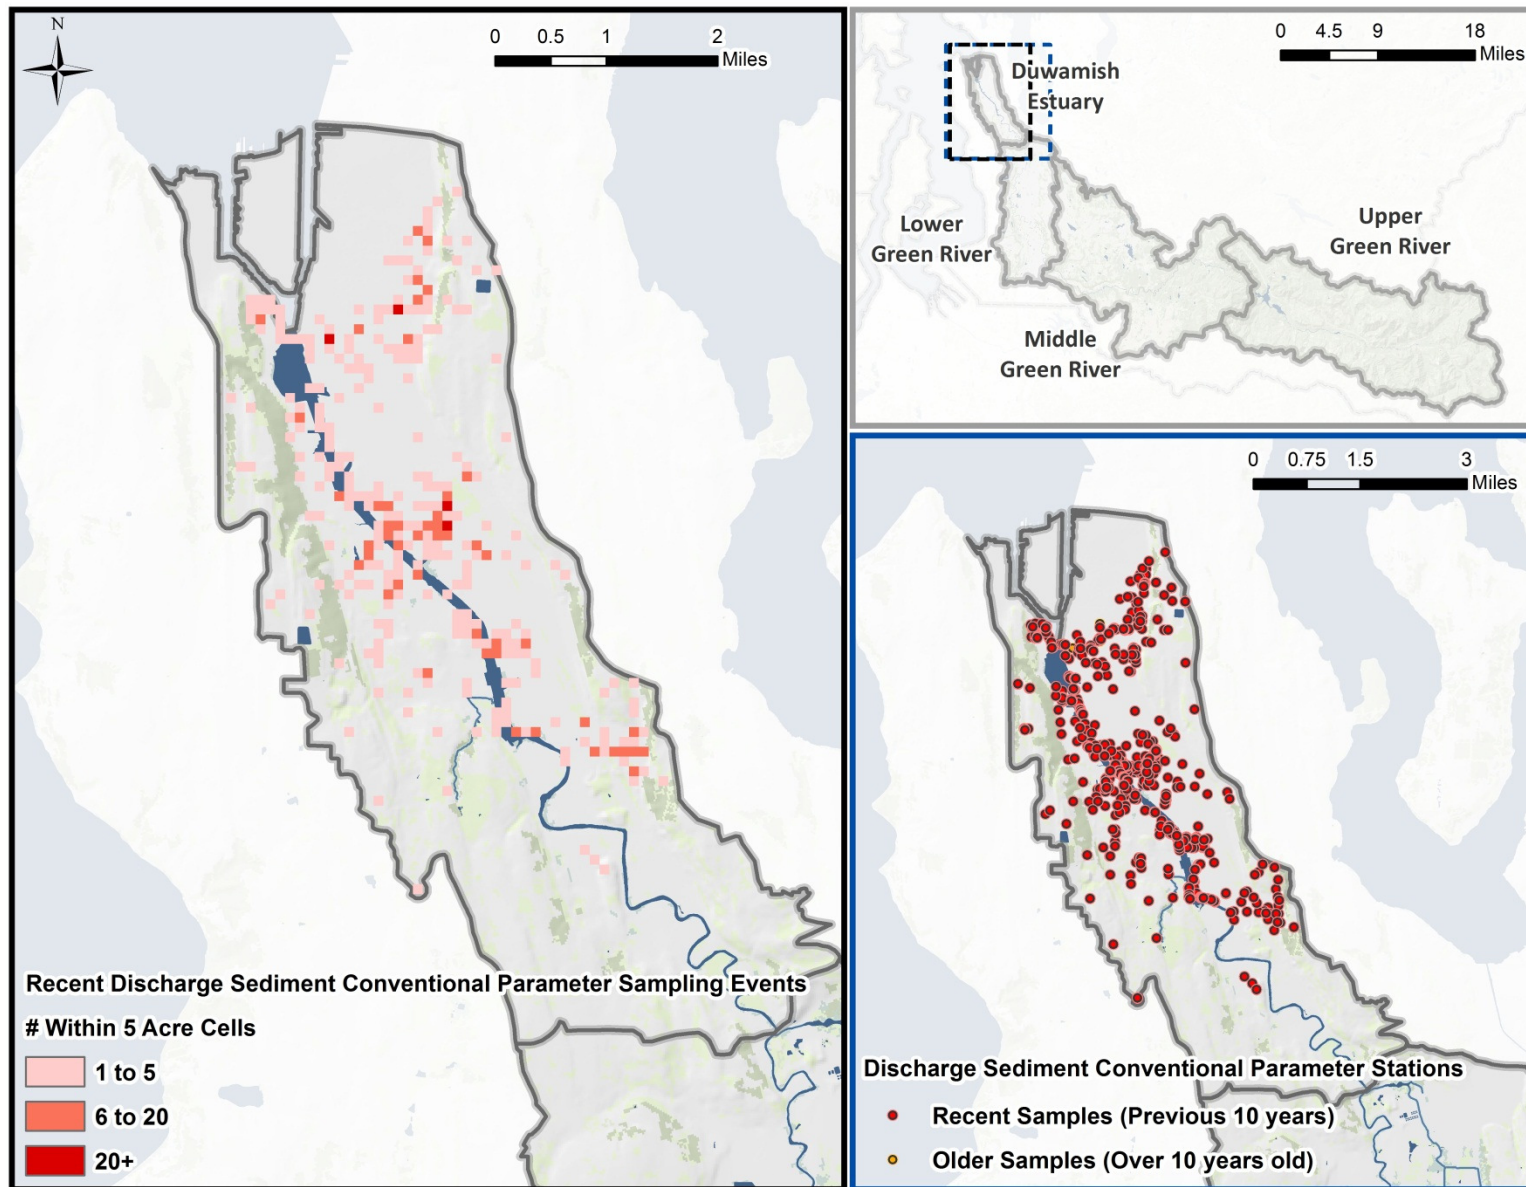 N
0 0.5 1 2
Miles
Recent Discharge Sediment Conventional Parameter Sampling Events
# Within 5 Acre Cells
1 to 5
6 to 20
20+
0 4.5 9 18
Miles
Duwamish
Estuary
Lower
Green River
Upper
Green River
Middle
Green River
0 0.75 1.5 3
Miles
Discharge Sediment Conventional Parameter Stations
Recent Samples (Previous 10 years)
Older Samples (Over 10 years old)